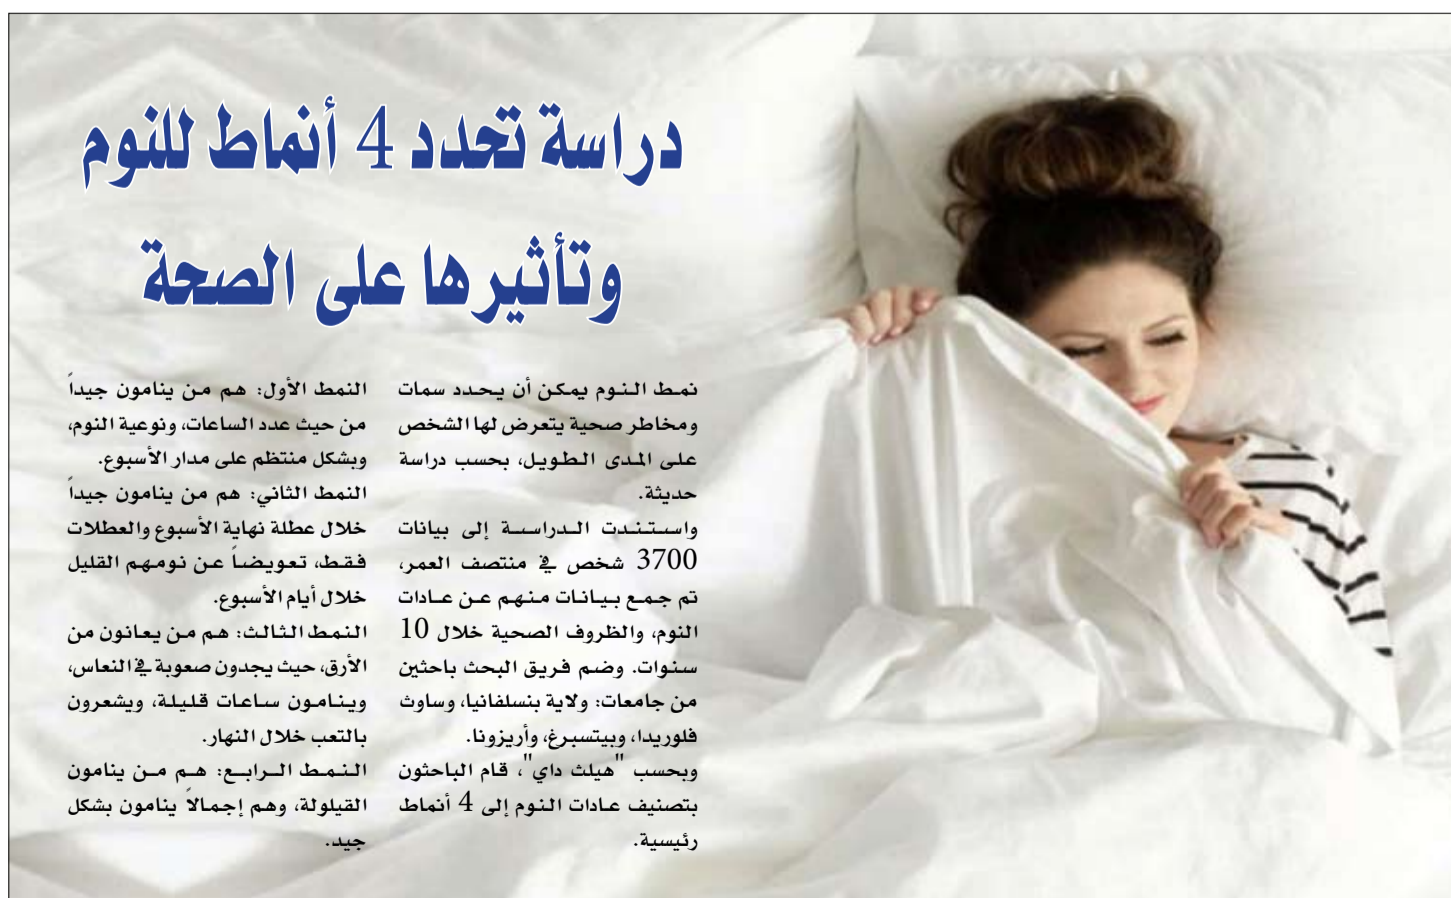 دراسة تحدد 4 أنماط للنوم
وتأثيرها على الصحة
نمط النوم يمكن أن يحدد سمات
ومخاطر صحية يتعرض لها الشخص
على المدى الطويل، بحسب دراسة
حديثة.
واستندت الدراسة إلى بيانات
3700 شخص في منتصف العمر،
تم جمع بيانات منهم عن عادات
النوم، والظروف الصحية خلال 10
سنوات. وضم فريق البحث باحثين
من جامعات: ولاية بنسلفانيا، وساوث
فلوريدا، وبيتسبرغ، وأريزونا.
وبحسب "هيلث داي"، قام الباحثون
بتصنيف عادات النوم إلى 4 أنماط
رئيسية.
النمط الأول: هم من ينامون جيداً
من حيث عدد الساعات، ونوعية النوم،
وبشكل منتظم على مدار الأسبوع.
النمط الثاني: هم من ينامون جيداً
خلال عطلة نهاية الأسبوع والعطلات
فقط، تعويضاً عن نومهم القليل
خلال أيام الأسبوع.
النمط الثالث: هم من يعانون من
الأرق، حيث يجدون صعوبة في النعاس،
وينامون ساعات قليلة، ويشعرون
بالتعب خلال النهار.
النمط الرابع: هم من ينامون
القيلولة، وهم إجمالاً ينامون بشكل
جيد.